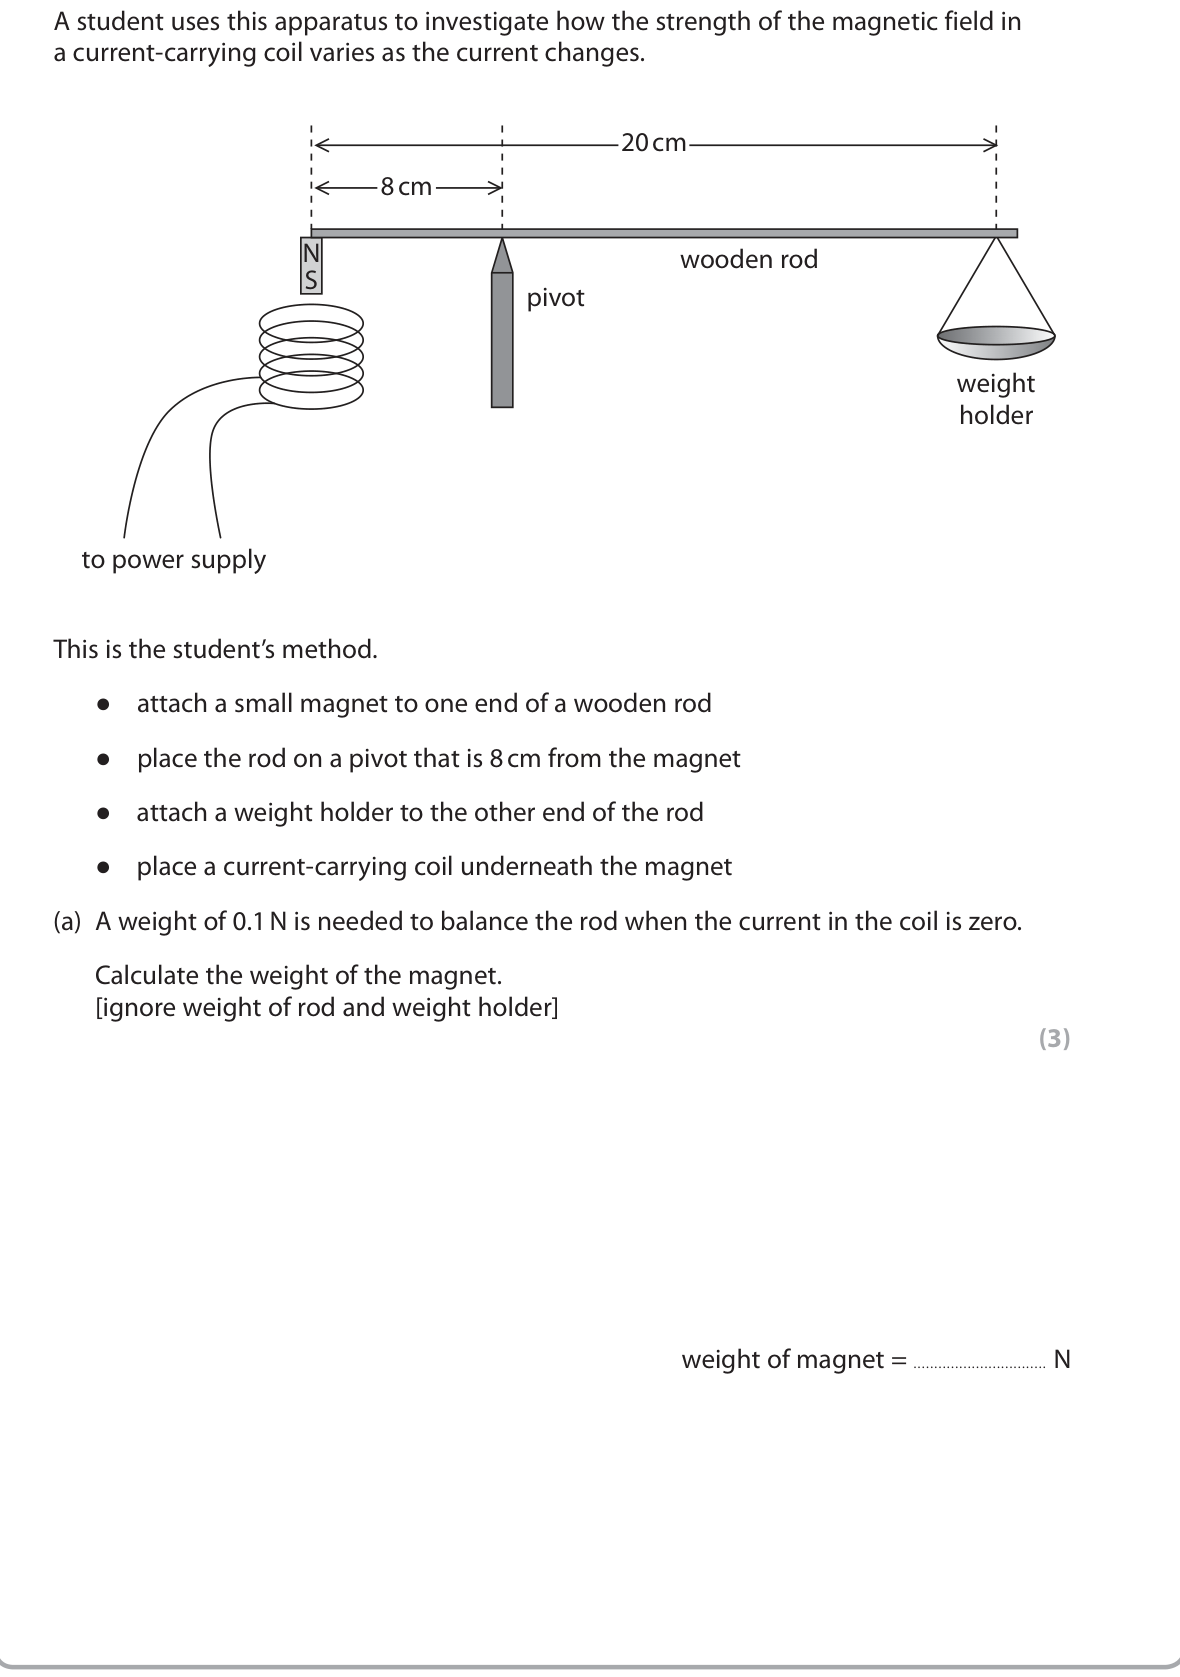 A student uses this apparatus to investigate how the strength of the magnetic field in
a current-carrying coil varies as the current changes.
20 cm
8 cm
N
S
wooden rod
pivot
weight
holder
to power supply
This is the student’s method.
● attach a small magnet to one end of a wooden rod
● place the rod on a pivot that is 8 cm from the magnet
● attach a weight holder to the other end of the rod
● place a current-carrying coil underneath the magnet
(a) A weight of 0.1 N is needed to balance the rod when the current in the coil is zero.
Calculate the weight of the magnet.
[ignore weight of rod and weight holder]
(3)
weight of magnet = ................................ N